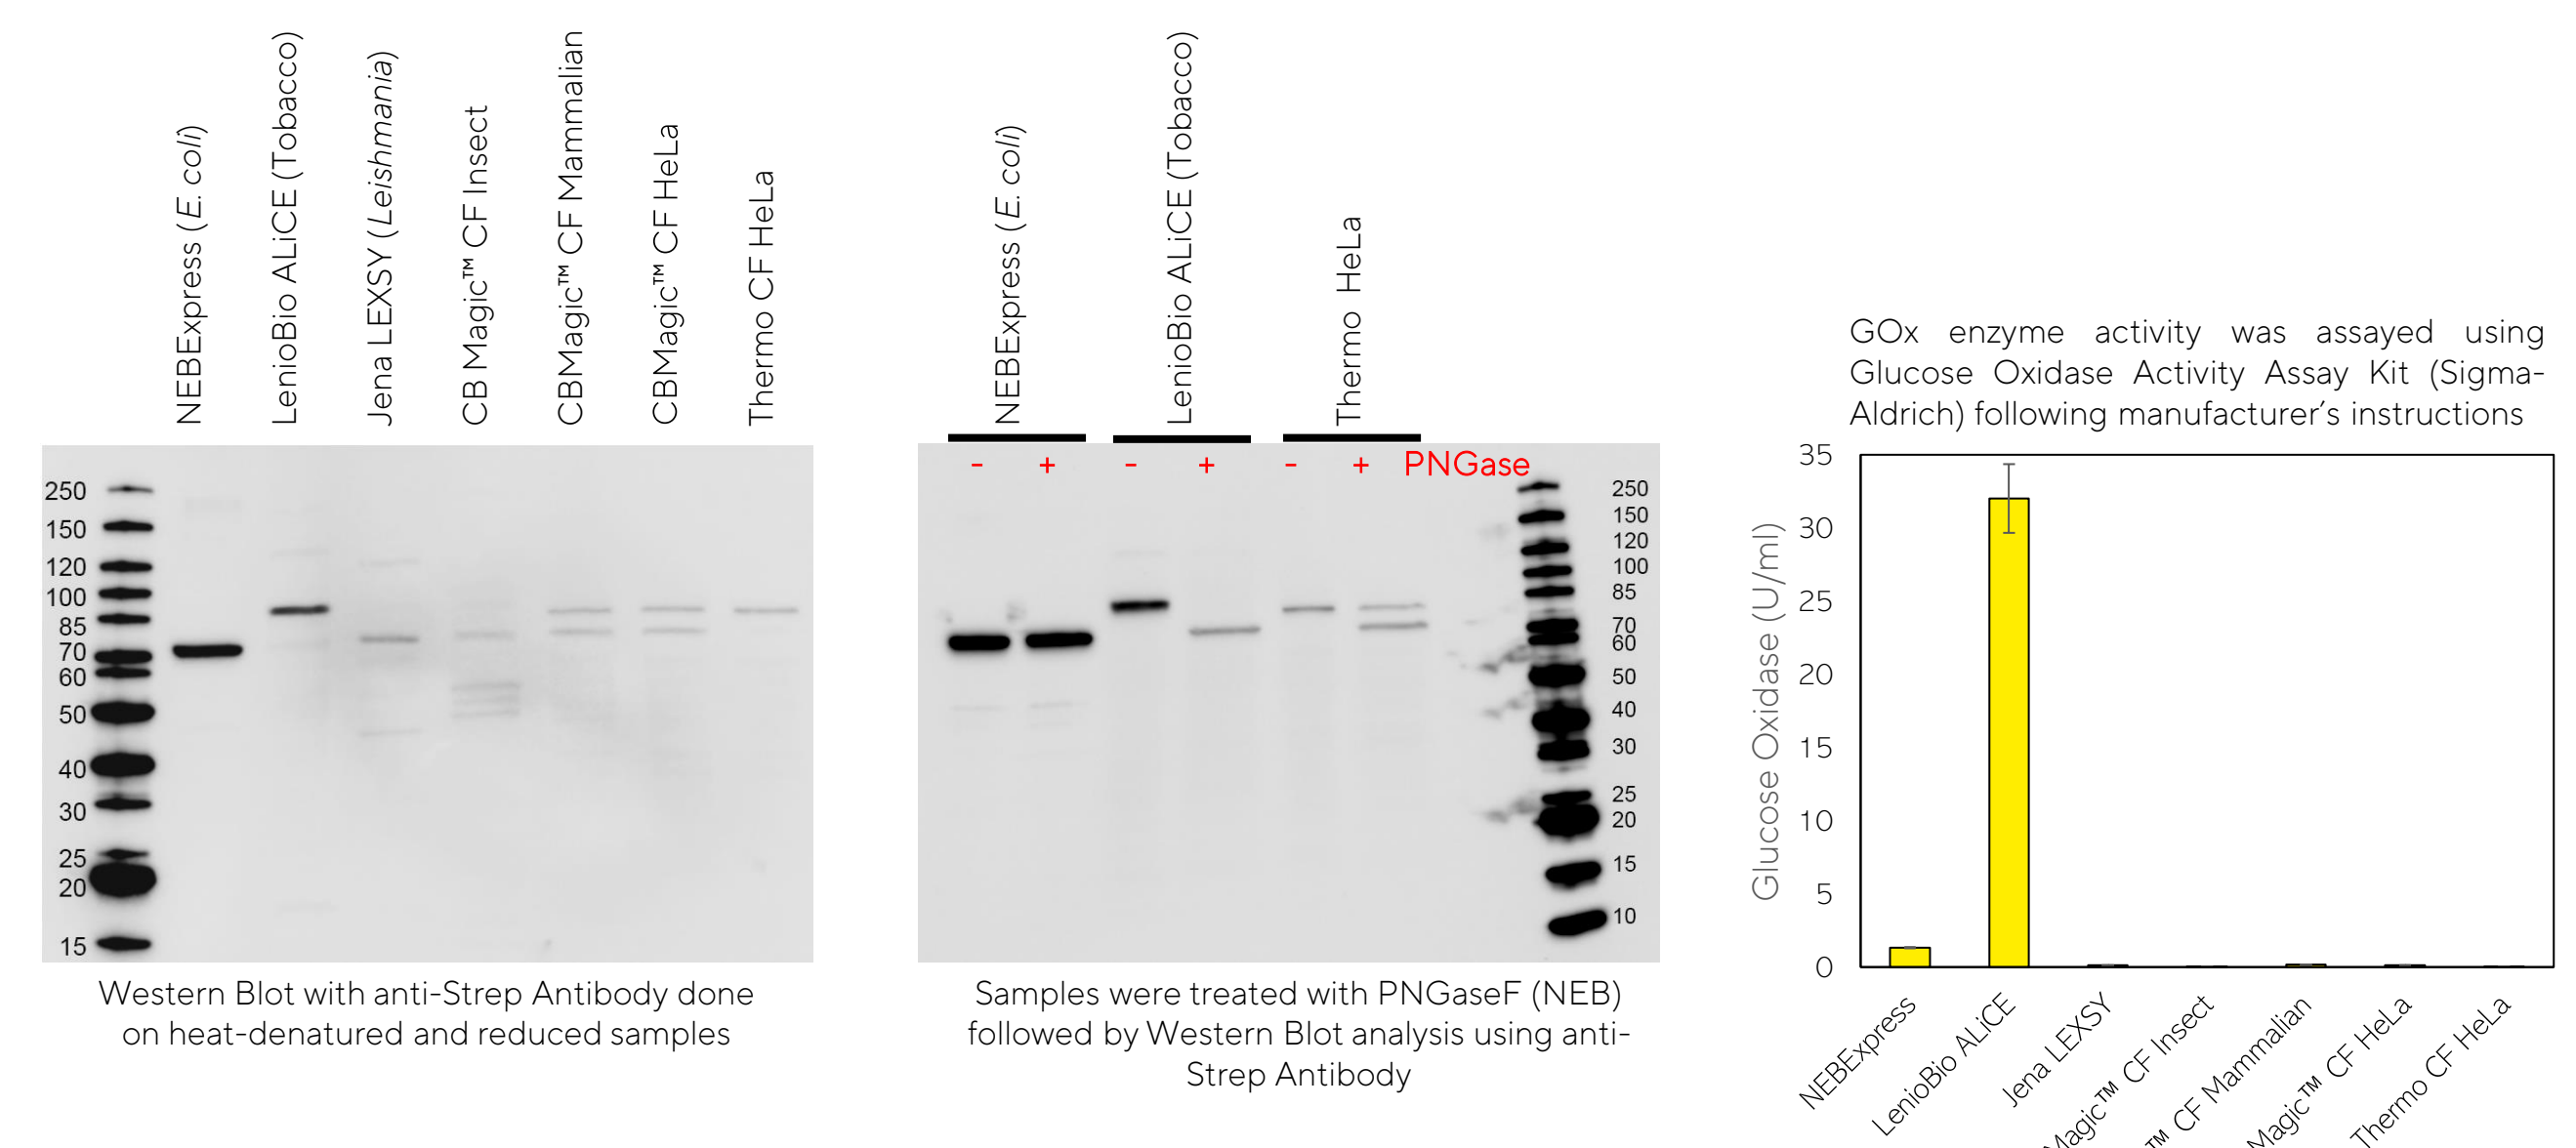 NEBExpress (E. coli)
LenioBio ALiCE (Tobacco)
Jena LEXSY (Leishmania)
CB Magic™ CF Insect
CBMagic™ CF Mammalian
CBMagic™ CF HeLa
Thermo CF HeLa
250
150
120
100
85
70
60
50
40
30
25
20
15
Western Blot with anti-Strep Antibody done
on heat-denatured and reduced samples
NEBExpress (E. coli)
LenioBio ALiCE (Tobacco)
Thermo HeLa
- + - + - + PNGase
250
150
120
100
85
70
60
50
40
30
25
20
15
10
Samples were treated with PNGaseF (NEB)
followed by Western Blot analysis using anti-
Strep Antibody
GOx enzyme activity was assayed using
Glucose Oxidase Activity Assay Kit (Sigma-
Aldrich) following manufacturer’s instructions
Glucose Oxidase (U/ml)
35
30
25
20
15
10
5
0
NEBExpress
LenioBio ALiCE
Jena LEXSY
Magic™ CF Insect
™ CF Mammalian
Magic™ CF HeLa
Thermo CF HeLa